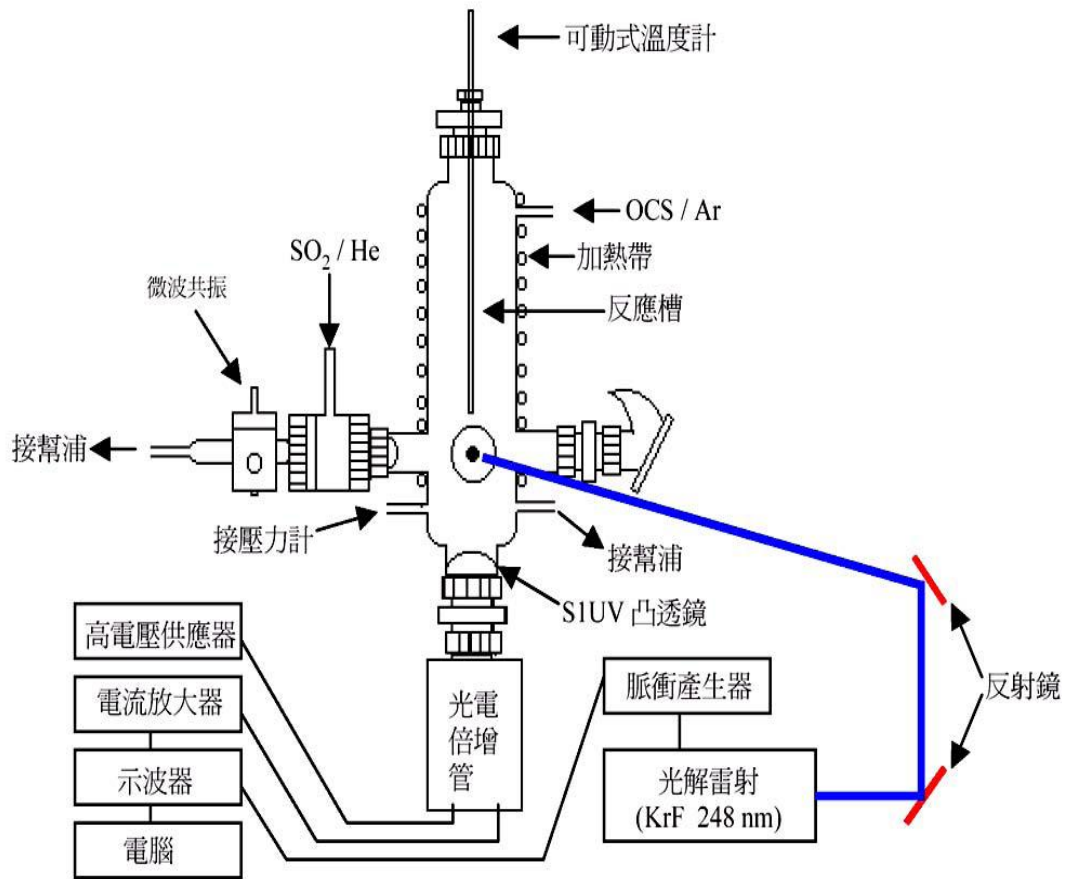 可動式溫度計
OCS / Ar
SO₂ / He
加熱帶
微波共振
反應槽
接幫浦
接壓力計
接幫浦
S1UV 凸透鏡
高電壓供應器
電流放大器
示波器
電腦
光電
倍增
管
脈衝產生器
光解雷射
(KrF 248 nm)
反射鏡